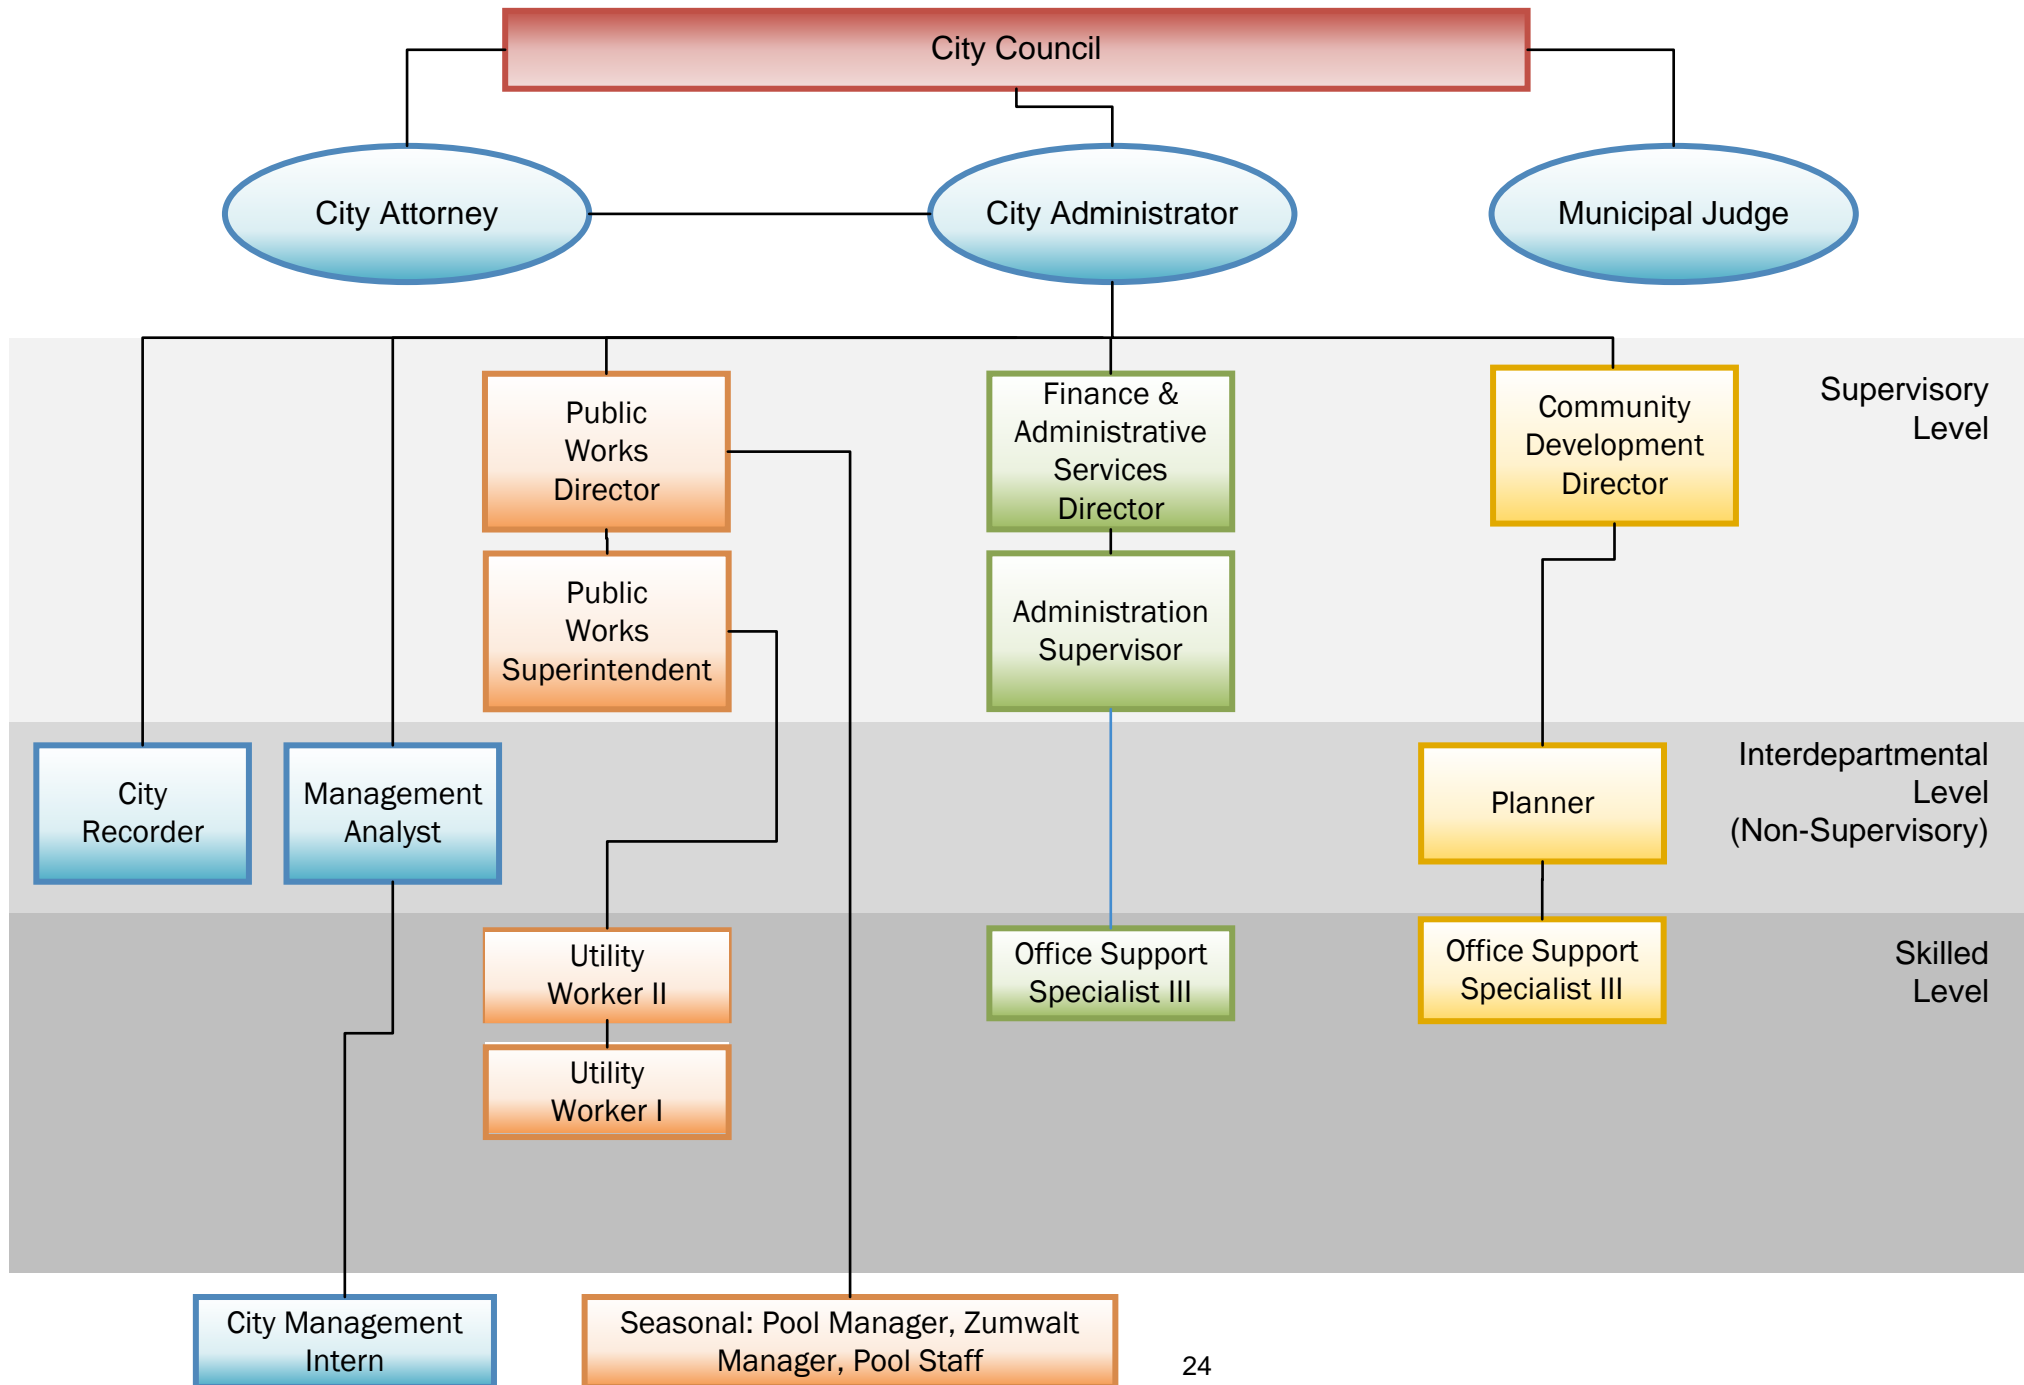 City Council
City Attorney
City Administrator
Municipal Judge
Public
Works
Director
Finance &
Administrative
Services
Director
Community
Development
Director
Supervisory
Level
Public
Works
Superintendent
Administration
Supervisor
City
Recorder
Management
Analyst
Planner
Interdepartmental
Level
(Non-Supervisory)
Utility
Worker II
Office Support
Specialist III
Office Support
Specialist III
Skilled
Level
Utility
Worker I
City Management
Intern
Seasonal: Pool Manager, Zumwalt
Manager, Pool Staff
24